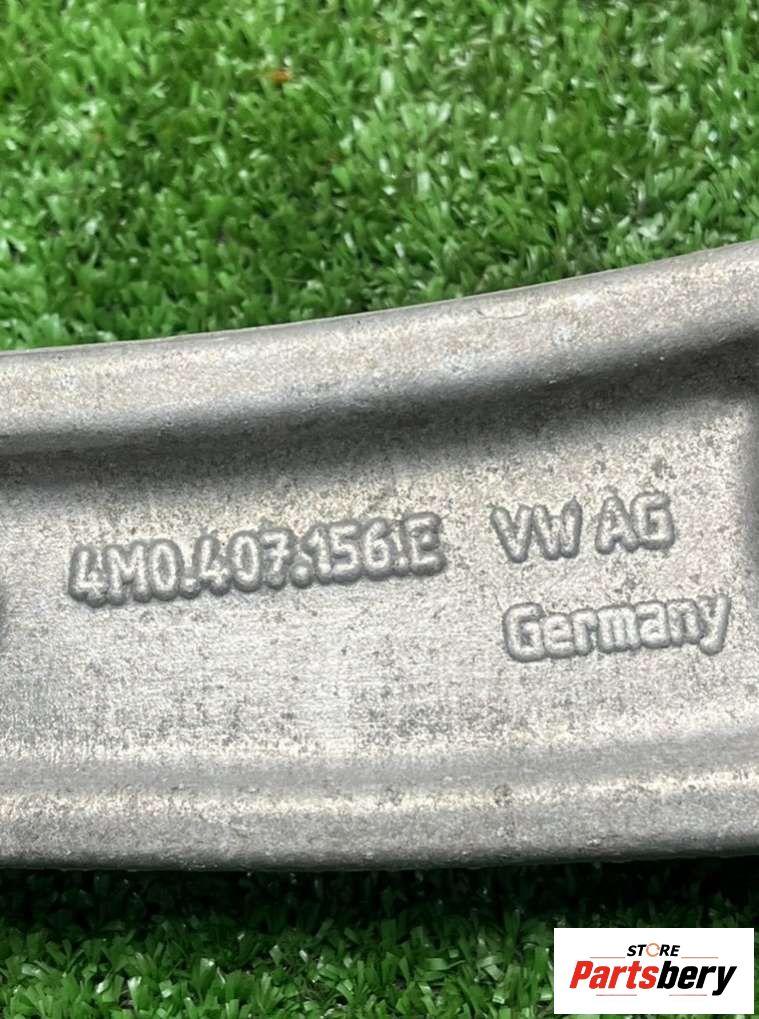 4M0.407.156.E VW AG
Germany
STORE
Partsbery